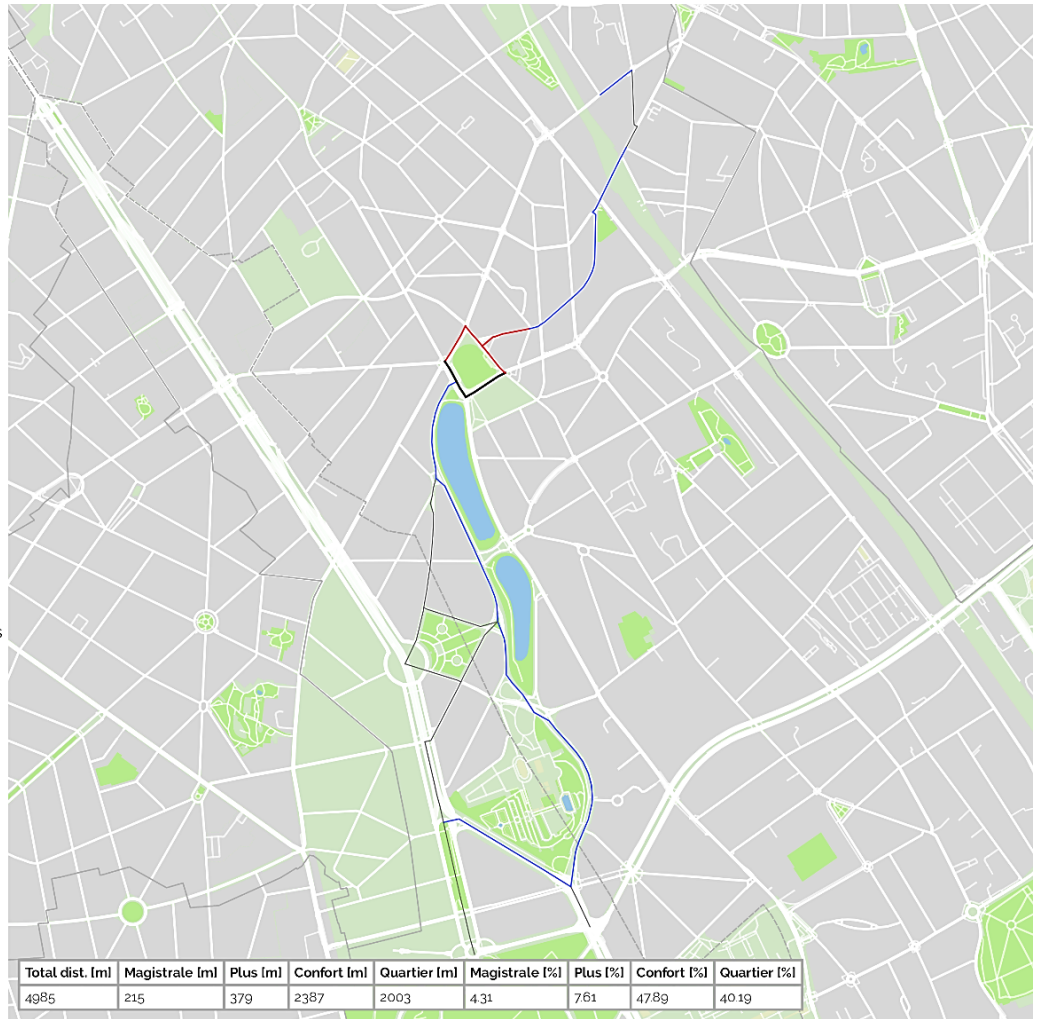 s
Total dist. [m] Magistrale [m] Plus [m] Confort [m] Quartier [m] Magistrale [%] Plus [%] Confort [%] Quartier [%]
4985 215 379 2387 2003 4.31 7.61 47.89 40.19